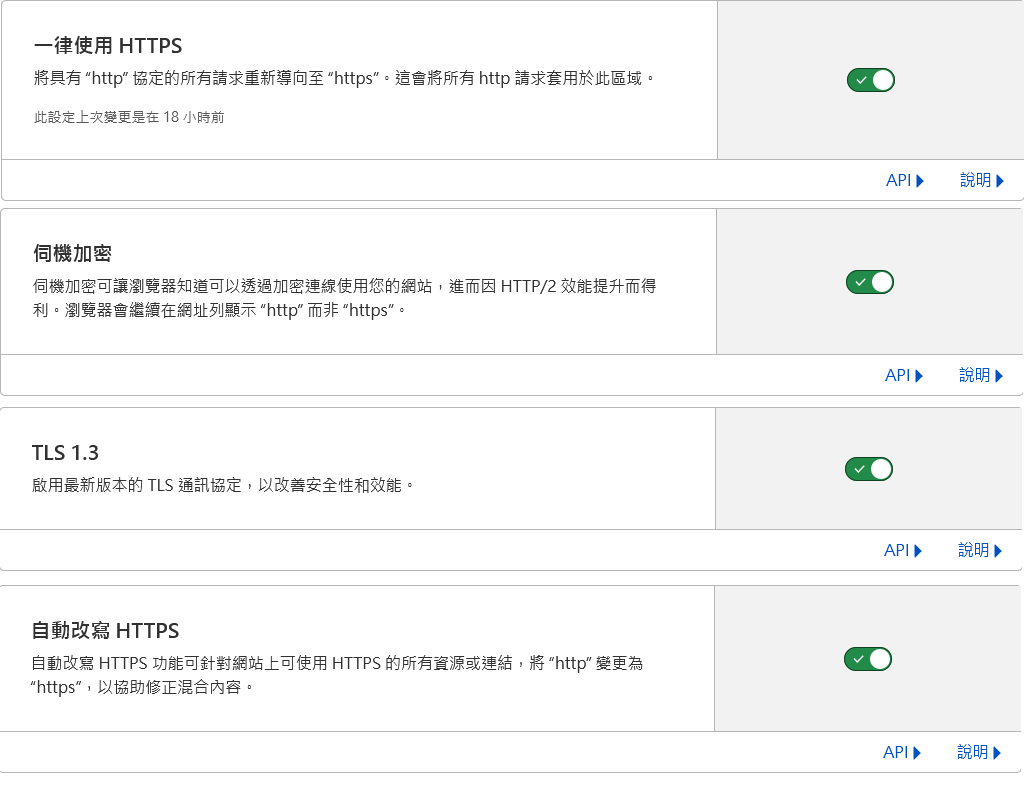 一律使用 HTTPS
將具有 “http” 協定的所有請求重新導向至 “https”。這會將所有 http 請求套用於此區域。
此設定上次變更是在 18 小時前
API 說明
伺機加密
伺機加密可讓瀏覽器知道可以透過加密連線使用您的網站，進而因 HTTP/2 效能提升而得
利。瀏覽器會繼續在網址列顯示 “http” 而非 “https”。
API 說明
TLS 1.3
啟用最新版本的 TLS 通訊協定，以改善安全性和效能。
API 說明
自動改寫 HTTPS
自動改寫 HTTPS 功能可針對網站上可使用 HTTPS 的所有資源或連結，將 “http” 變更為
“https”，以協助修正混合內容。
API 說明